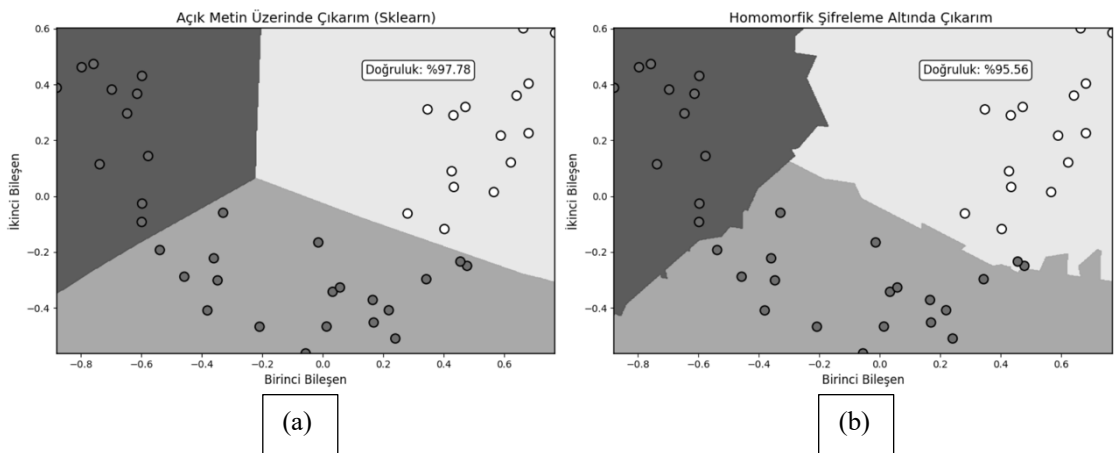 Açık Metin Üzerinde Çıkarım (Sklearn)
Doğruluk: %97.78
İkinci Bileşen
0.6
0.4
0.2
0.0
−0.2
−0.4
−0.8 −0.6 −0.4 −0.2 0.0 0.2 0.4 0.6
Birinci Bileşen
(a)
Homomorfik Şifreleme Altında Çıkarım
Doğruluk: %95.56
İkinci Bileşen
0.6
0.4
0.2
0.0
−0.2
−0.4
−0.8 −0.6 −0.4 −0.2 0.0 0.2 0.4 0.6
Birinci Bileşen
(b)